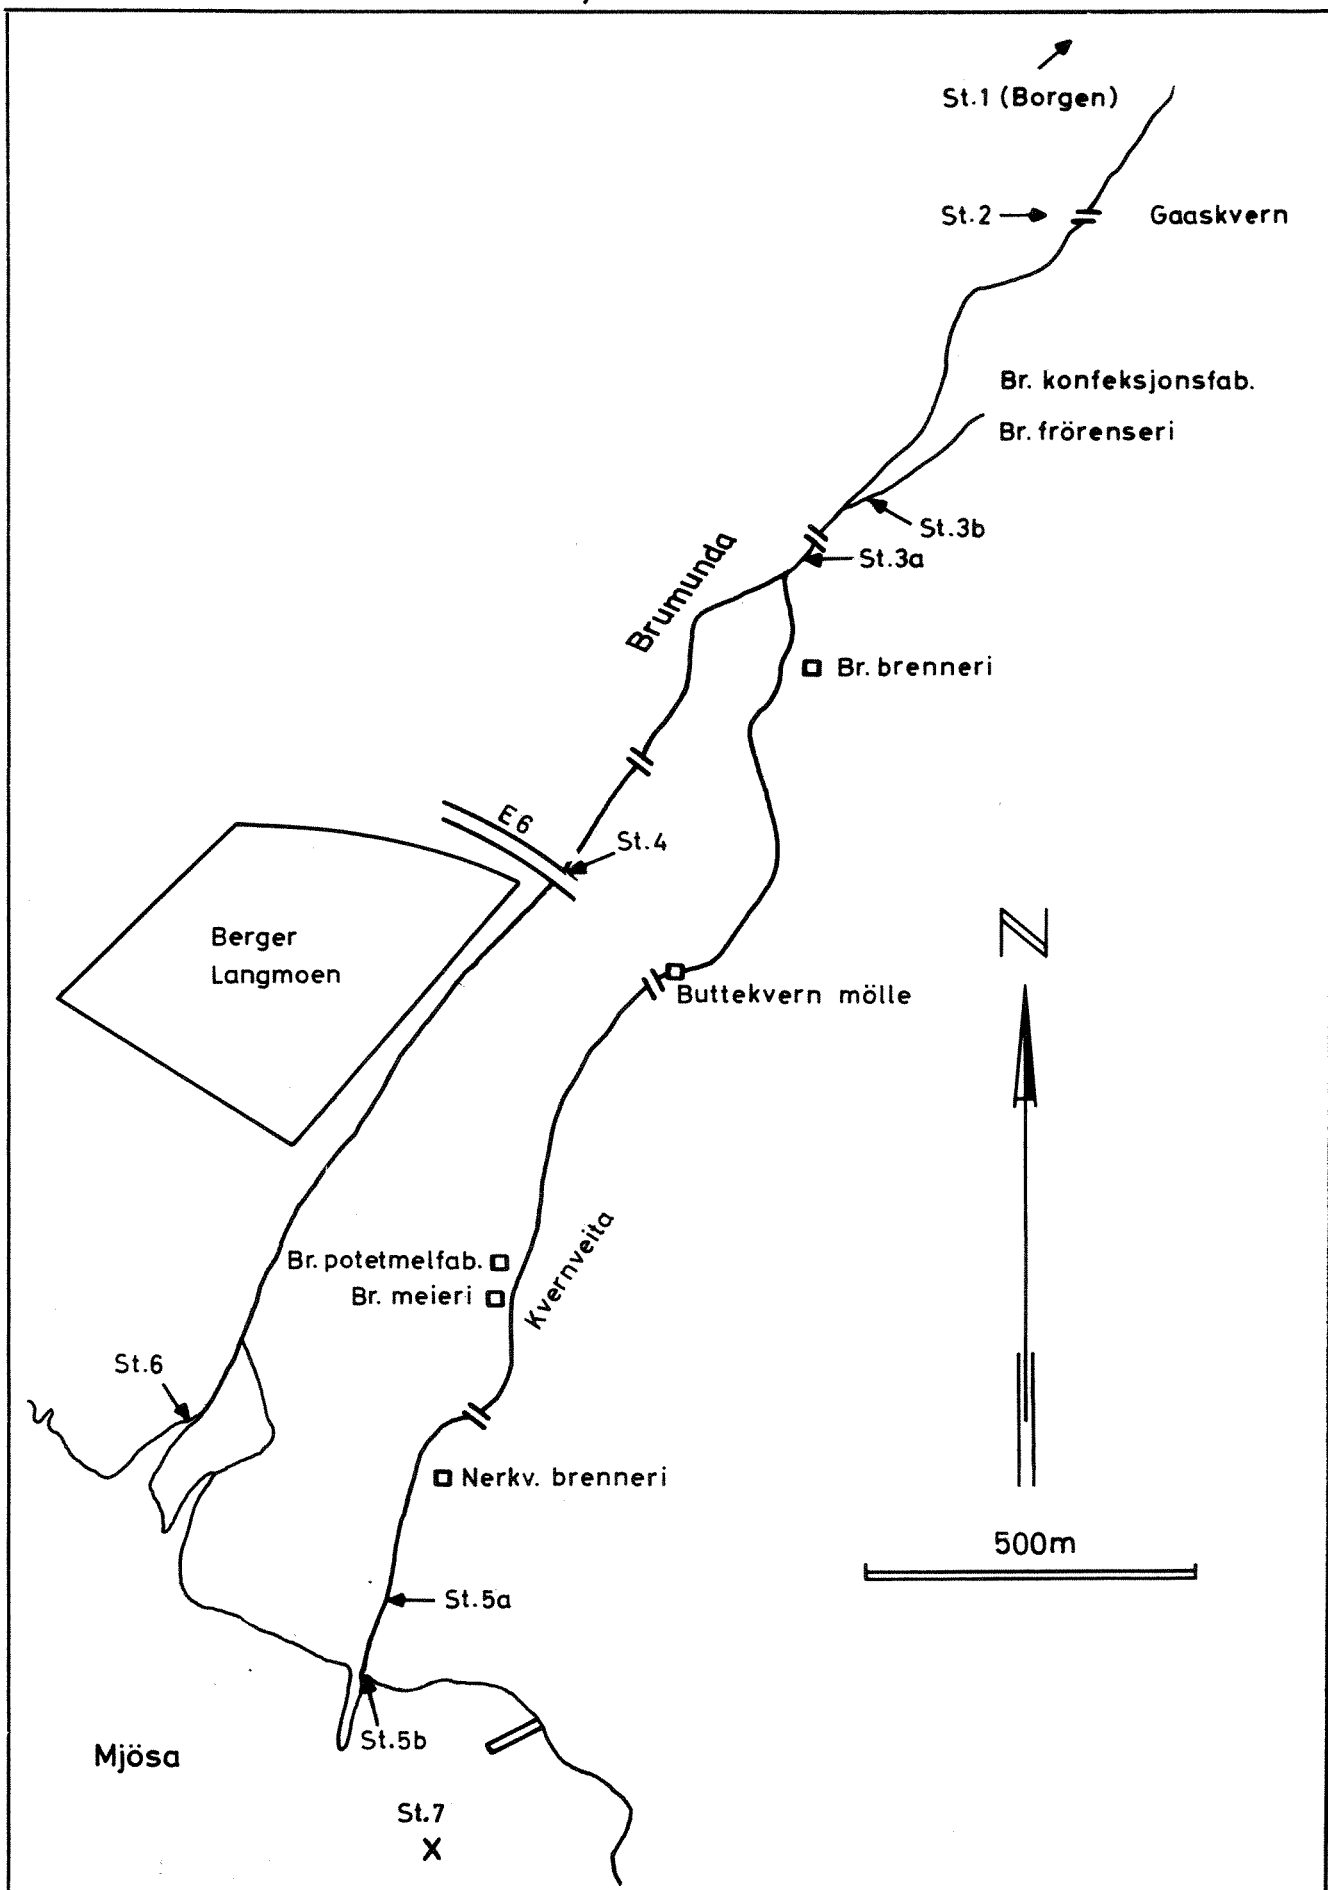 St.1 (Borgen)
St.2
Gaaskvern
Br. konfeksjonsfab.
Br. frörenseri
St.3b
St.3a
Brumunda
Br. brenneri
E6
St.4
Berger
Langmoen
N
Buttekvern mölle
Kvernveita
Br. potetmelfab.
Br. meieri
St.6
Nerkv. brenneri
500m
St.5a
St.5b
Mjösa
St.7
X